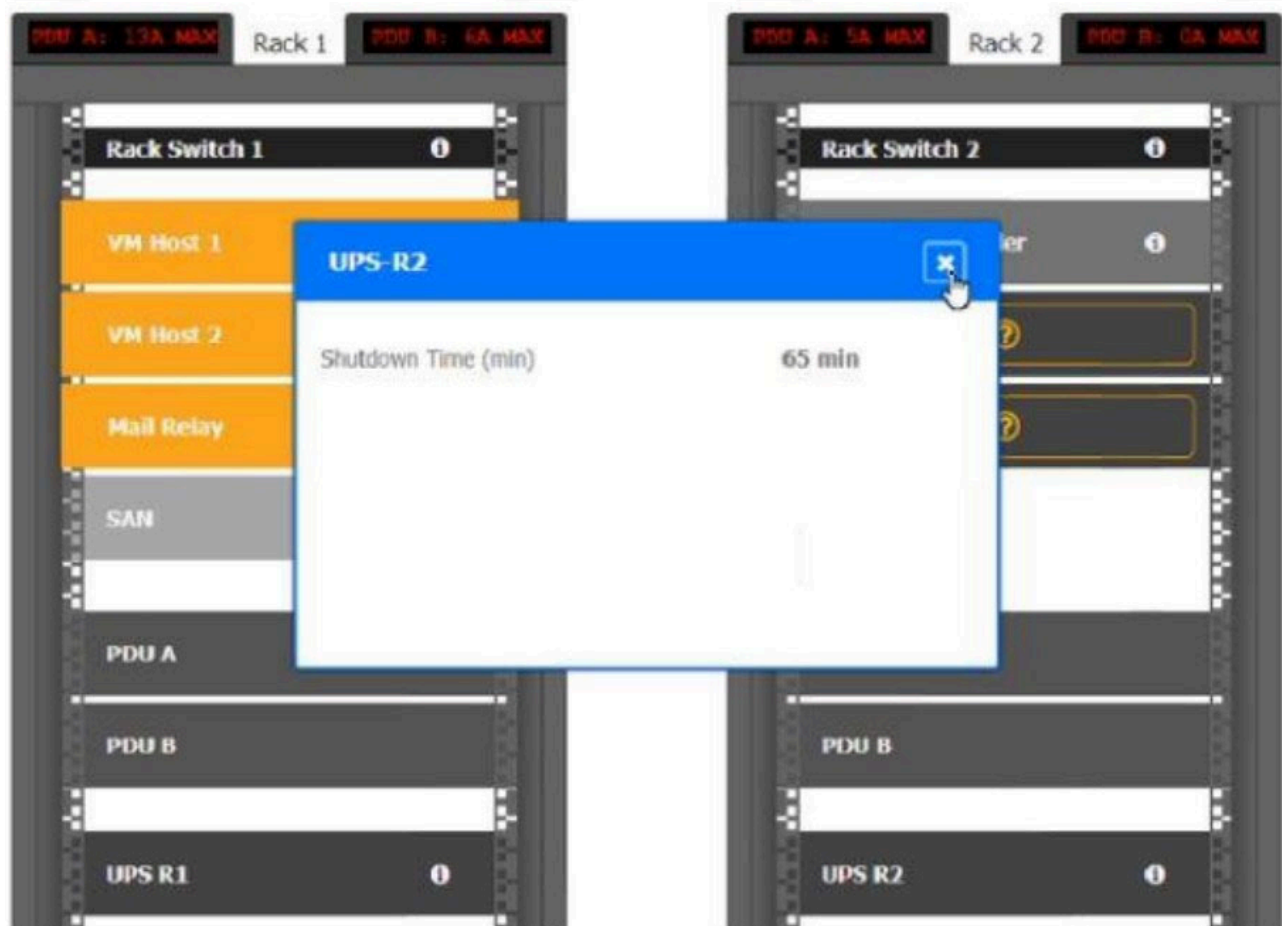 PDU A: 13A MAX
Rack 1
PDU B: 6A MAX
PDU A: 5A MAX
Rack 2
PDU B: 0A MAX
Rack Switch 1
Rack Switch 2
VM Host 1
UPS-R2
ler
VM Host 2
Shutdown Time (min) 65 min
Mail Relay
SAN
PDU A
PDU B
PDU B
UPS R1
UPS R2